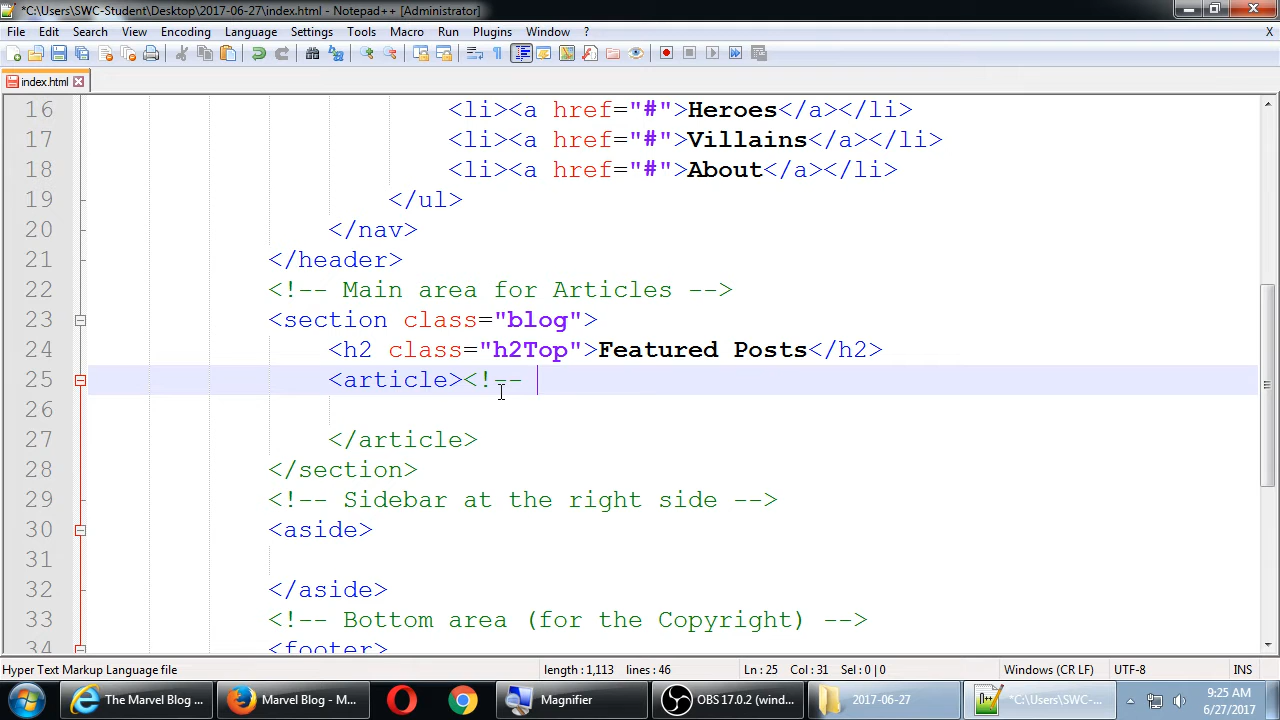 *C:\Users\SWC-Student\Desktop\2017-06-27\index.html - Notepad++ [Administrator]
File Edit Search View Encoding Language Settings Tools Macro Run Plugins Window ? X
index.html
16 <li><a href="#">Heroes</a></li>
17 <li><a href="#">Villains</a></li>
18 <li><a href="#">About</a></li>
19 </ul>
20 </nav>
21 </header>
22 <!-- Main area for Articles -->
23 <section class="blog">
24 <h2 class="h2Top">Featured Posts</h2>
25 <article><!--
26
27 </article>
28 </section>
29 <!-- Sidebar at the right side -->
30 <aside>
31
32 </aside>
33 <!-- Bottom area (for the Copyright) -->
34 <footer>
Hyper Text Markup Language file length : 1,113 lines : 46 Ln : 25 Col : 31 Sel : 0 | 0 Windows (CR LF) UTF-8 INS
The Marvel Blog ... Marvel Blog - M... Magnifier OBS 17.0.2 (wind... 2017-06-27 *C:\Users\SWC-St... 9:25 AM
6/27/2017